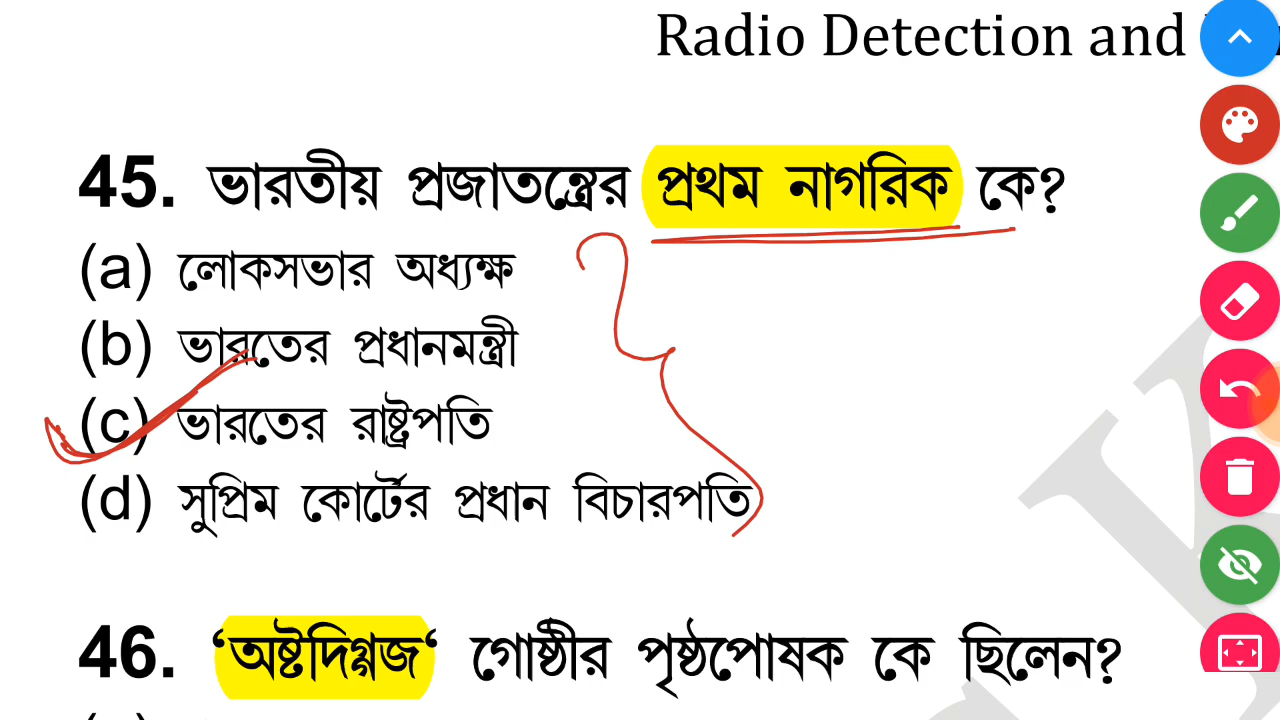 Radio Detection and
45. ভারতীয় প্রজাতন্ত্রের প্রথম নাগরিক কে?
(a) লোকসভার অধ্যক্ষ
(b) ভারতের প্রধানমন্ত্রী
(c) ভারতের রাষ্ট্রপতি
(d) সুপ্রিম কোর্টের প্রধান বিচারপতি
46. ‘অষ্টদিগ্গজ‘ গোষ্ঠীর পৃষ্ঠপোষক কে ছিলেন?